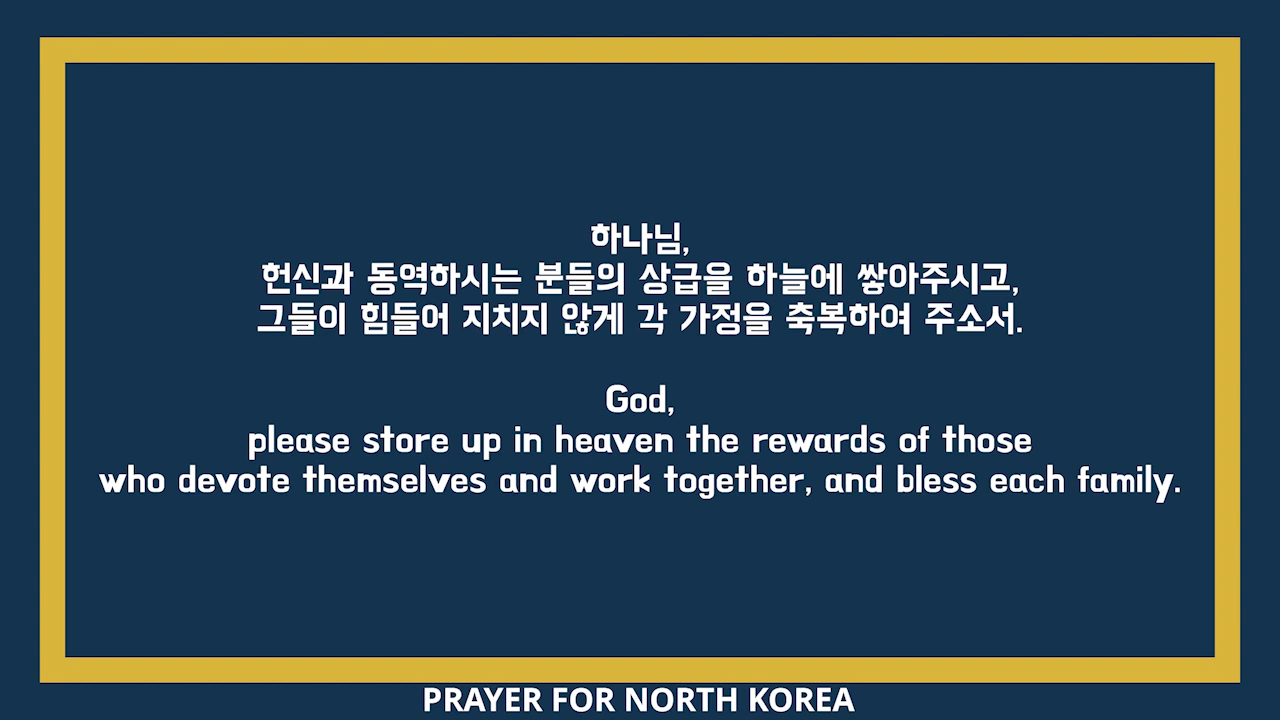 하나님,
헌신과 동역하시는 분들의 상급을 하늘에 쌓아주시고,
그들이 힘들어 지치지 않게 각 가정을 축복하여 주소서.
God,
please store up in heaven the rewards of those
who devote themselves and work together, and bless each family.
PRAYER FOR NORTH KOREA